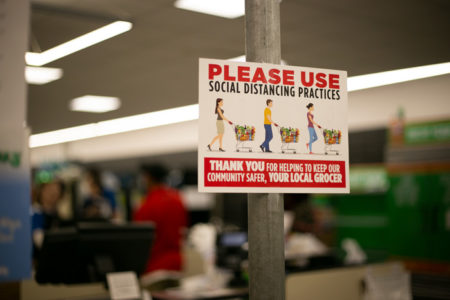 PLEASE USE
SOCIAL DISTANCING PRACTICES
THANK YOU FOR HELPING TO KEEP OUR
COMMUNITY SAFER, YOUR LOCAL GROCER